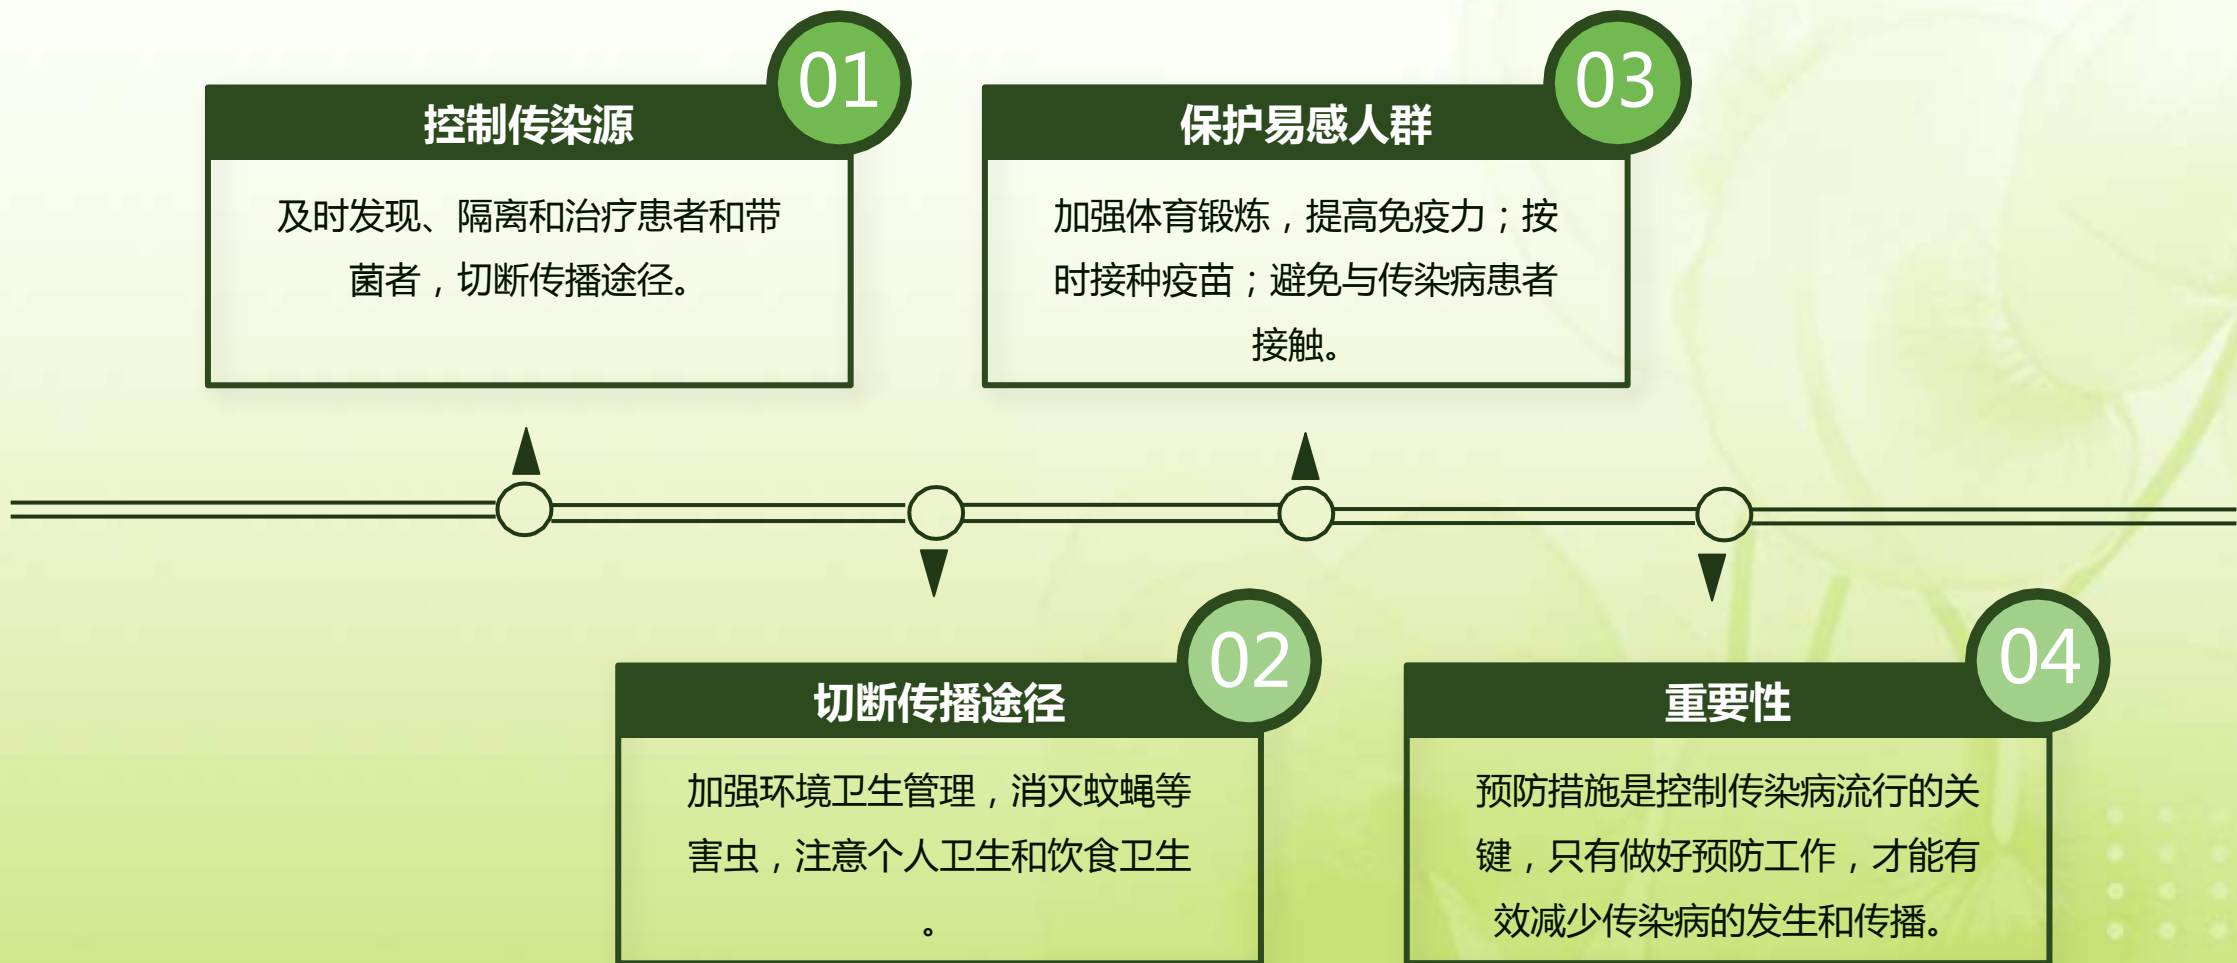 01
控制传染源
及时发现、隔离和治疗患者和带
菌者，切断传播途径。
03
保护易感人群
加强体育锻炼，提高免疫力；按
时接种疫苗；避免与传染病患者
接触。
02
切断传播途径
加强环境卫生管理，消灭蚊蝇等
害虫，注意个人卫生和饮食卫生
。
04
重要性
预防措施是控制传染病流行的关
键，只有做好预防工作，才能有
效减少传染病的发生和传播。